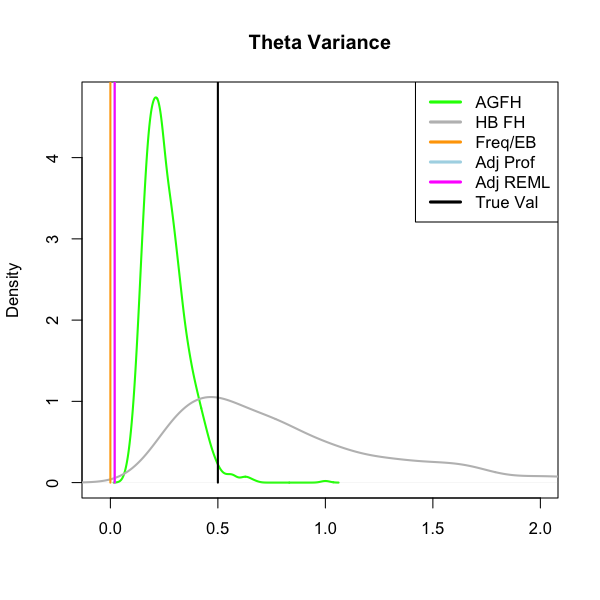 Theta Variance
AGFH
HB FH
Freq/EB
Adj Prof
Adj REML
True Val
Density
4
3
2
1
0
0.0 0.5 1.0 1.5 2.0